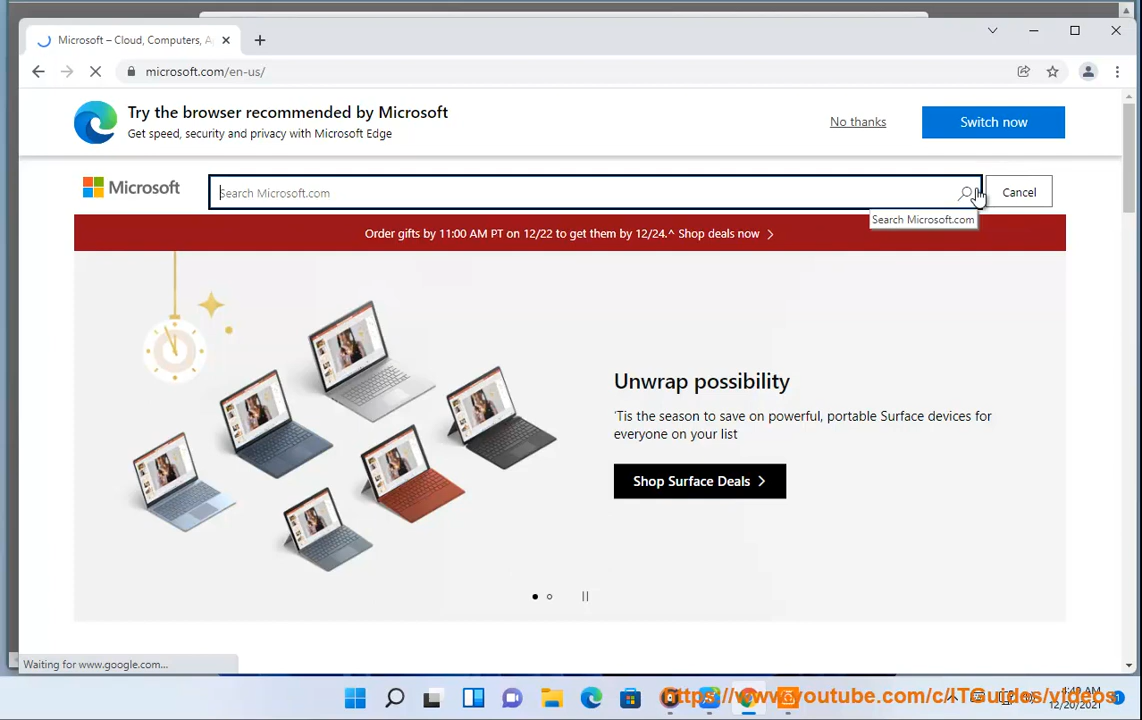 Microsoft – Cloud, Computers, A
microsoft.com/en-us/
Try the browser recommended by Microsoft
Get speed, security and privacy with Microsoft Edge
No thanks
Switch now
Microsoft
Search Microsoft.com
Cancel
Search Microsoft.com
Order gifts by 11:00 AM PT on 12/22 to get them by 12/24.^ Shop deals now
Unwrap possibility
'Tis the season to save on powerful, portable Surface devices for
everyone on your list
Shop Surface Deals
Waiting for www.google.com...
https://www.youtube.com/c/ITGuides/videos
12/20/2021